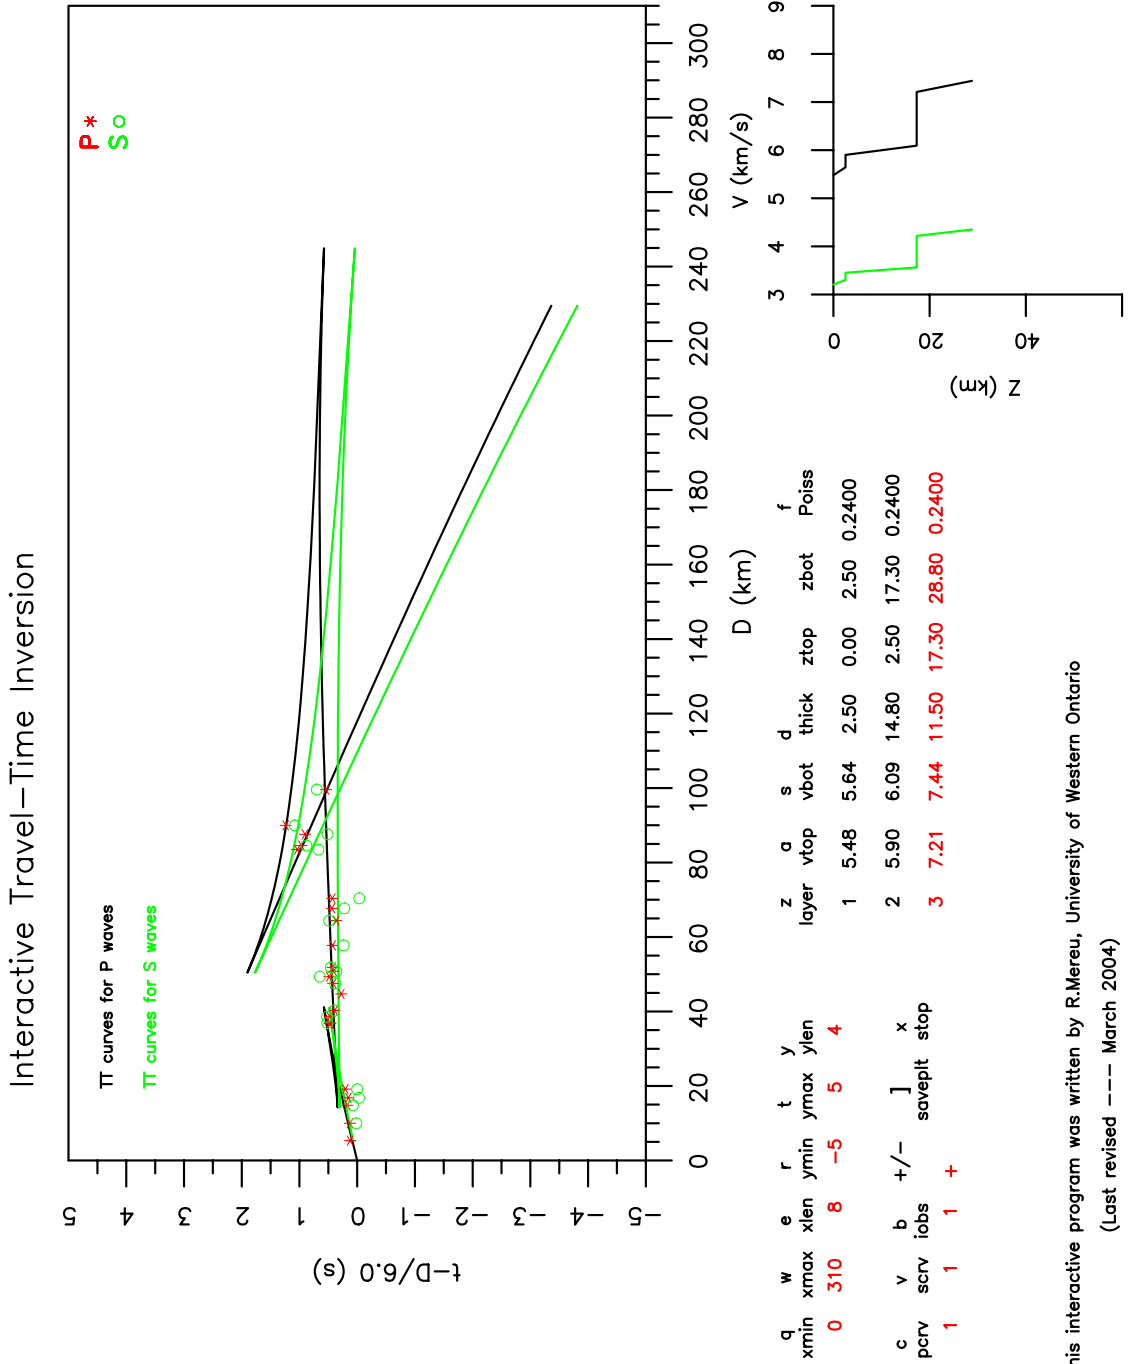 Interactive Travel-Time Inversion
TT curves for P waves
TT curves for S waves
P *
S o
5
4
3
2
1
0
-1
-2
-3
-4
-5
t-D/6.0 (s)
0 20 40 60 80 100 120 140 160 180 200 220 240 260 280 300
D (km)
9
8
7
6
5
4
3
V (km/s)
0 20 40
Z (km)
z a s d f
layer vtop vbot thick ztop zbot Poiss
1 5.48 5.64 2.50 0.00 2.50 0.2400
2 5.90 6.09 14.80 2.50 17.30 0.2400
3 7.21 7.44 11.50 17.30 28.80 0.2400
q w e r t y
xmin xmax xlen ymin ymax ylen
0 310 8 -5 5 4
c v b +/- ] x
pcrv scrv iobs saveplt stop
1 1 1 +
his interactive program was written by R.Mereu, University of Western Ontario
(Last revised --- March 2004)